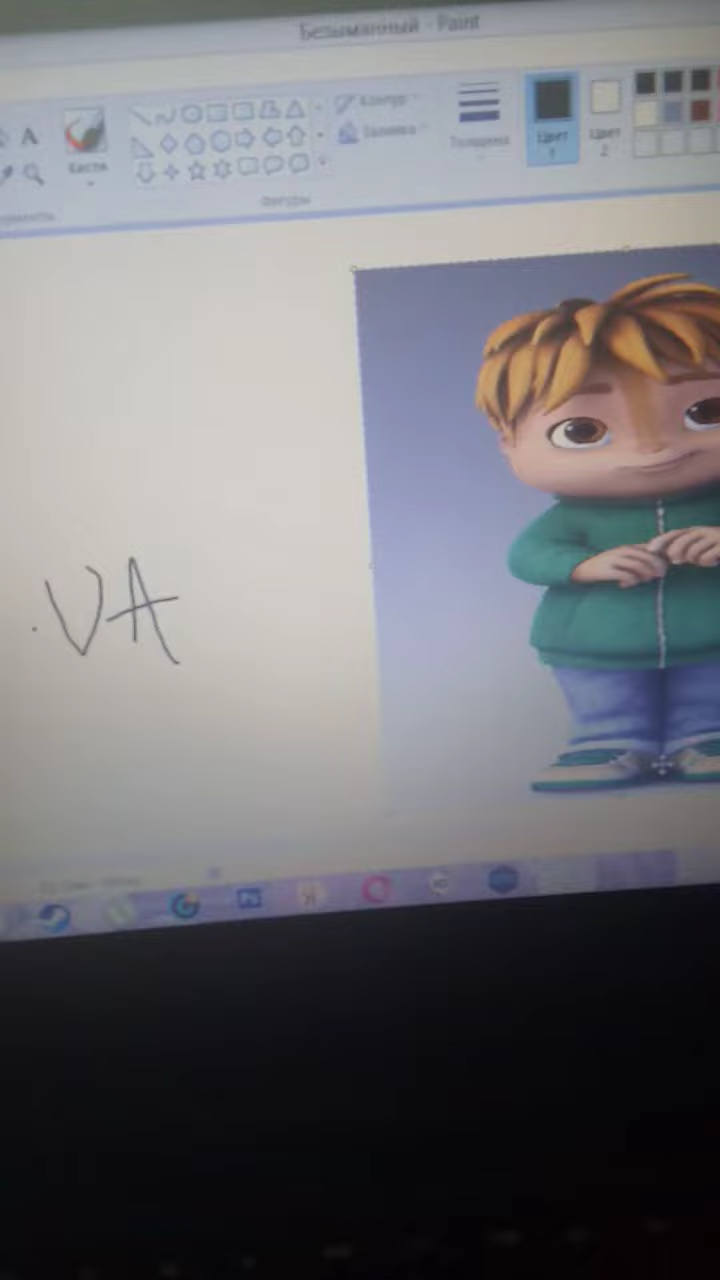 Безымянный - Paint
A
Кисти
Контур
Заливка
Фигуры
Толщина
Цвет
1
Цвет
2
.VA